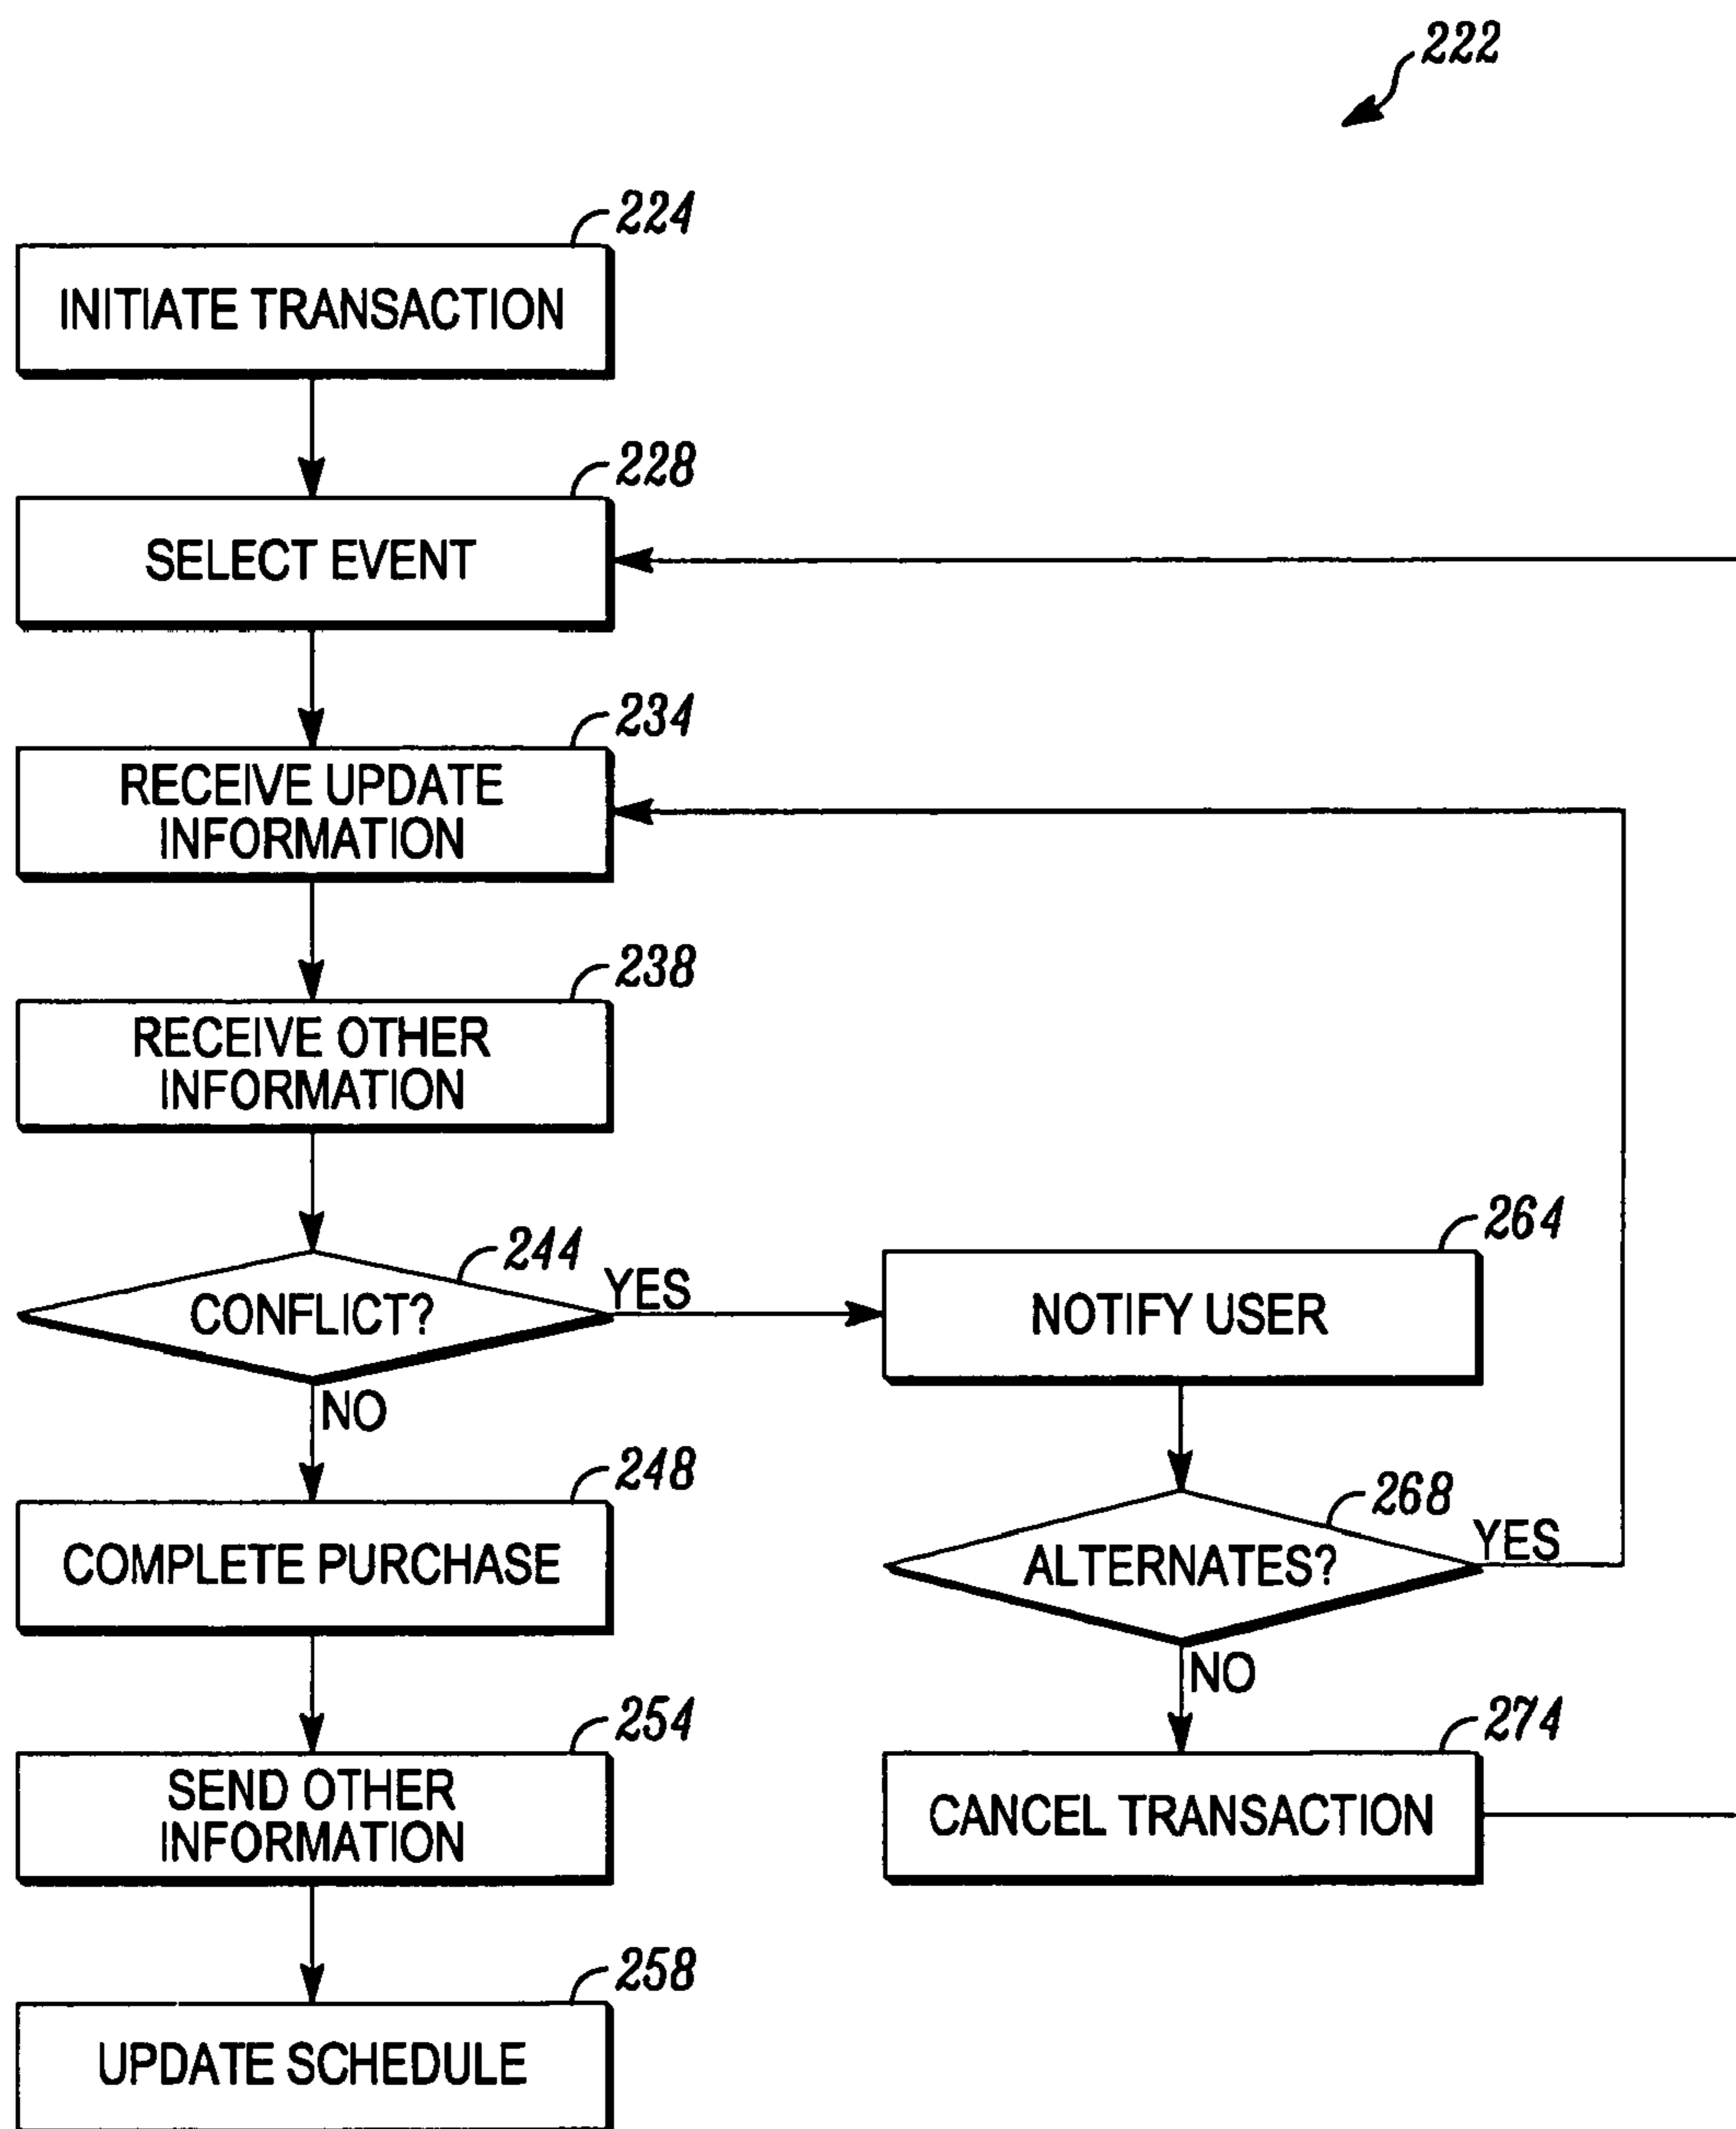 222
224
INITIATE TRANSACTION
228
SELECT EVENT
234
RECEIVE UPDATE
INFORMATION
238
RECEIVE OTHER
INFORMATION
244
CONFLICT?
YES
NO
264
NOTIFY USER
248
COMPLETE PURCHASE
268
ALTERNATES?
YES
NO
254
SEND OTHER
INFORMATION
274
CANCEL TRANSACTION
258
UPDATE SCHEDULE